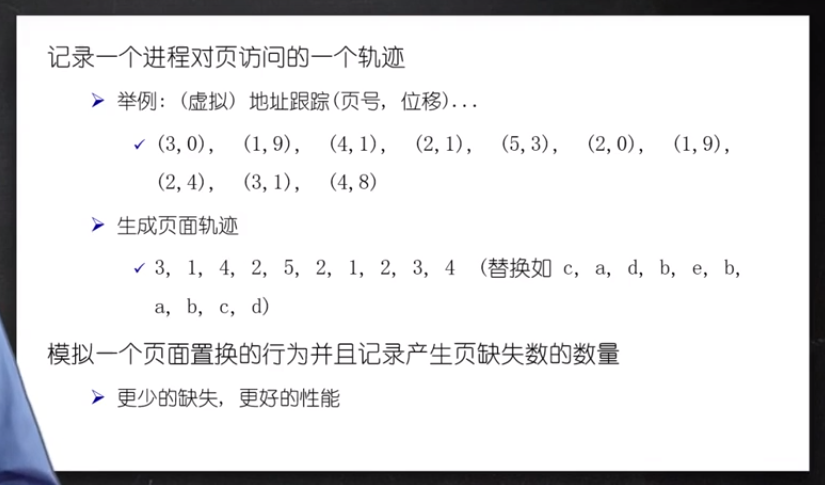 记录一个进程对页访问的一个轨迹
举例：(虚拟) 地址跟踪(页号, 位移)...
(3,0), (1,9), (4,1), (2,1), (5,3), (2,0), (1,9),
(2,4), (3,1), (4,8)
生成页面轨迹
3, 1, 4, 2, 5, 2, 1, 2, 3, 4 (替换如 c, a, d, b, e, b,
a, b, c, d)
模拟一个页面置换的行为并且记录产生页缺失数的数量
更少的缺失, 更好的性能